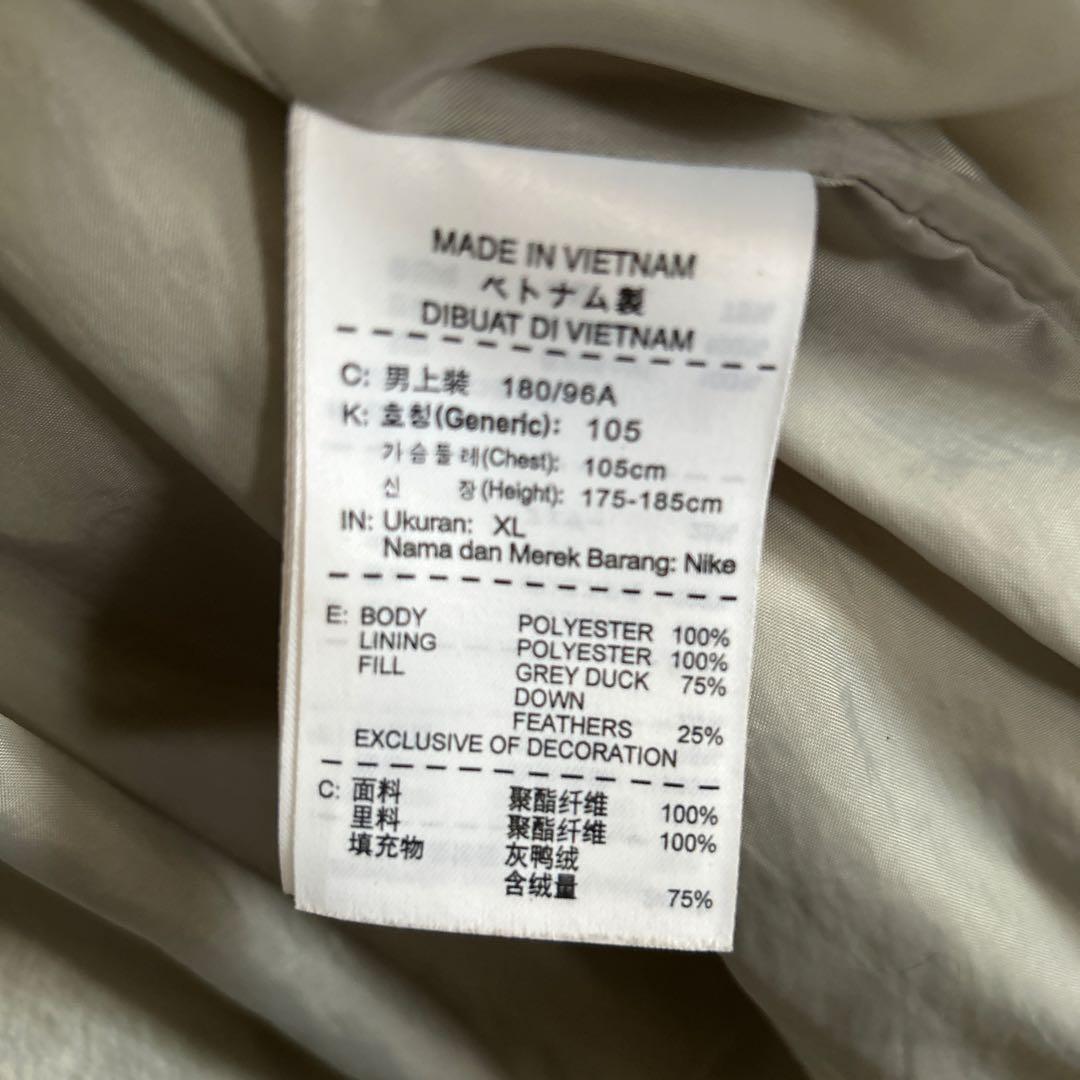 MADE IN VIETNAM
ベトナム製
DIBUAT DI VIETNAM
C: 男上裝 180/96A
K: 호칭(Generic): 105
가슴둘레(Chest): 105cm
신 장(Height): 175-185cm
IN: Ukuran: XL
Nama dan Merek Barang: Nike
E: BODY POLYESTER 100%
LINING POLYESTER 100%
FILL GREY DUCK 75%
DOWN
FEATHERS 25%
EXCLUSIVE OF DECORATION
C: 面料 聚酯纤维 100%
里料 聚酯纤维 100%
填充物 灰鸭绒
含绒量 75%